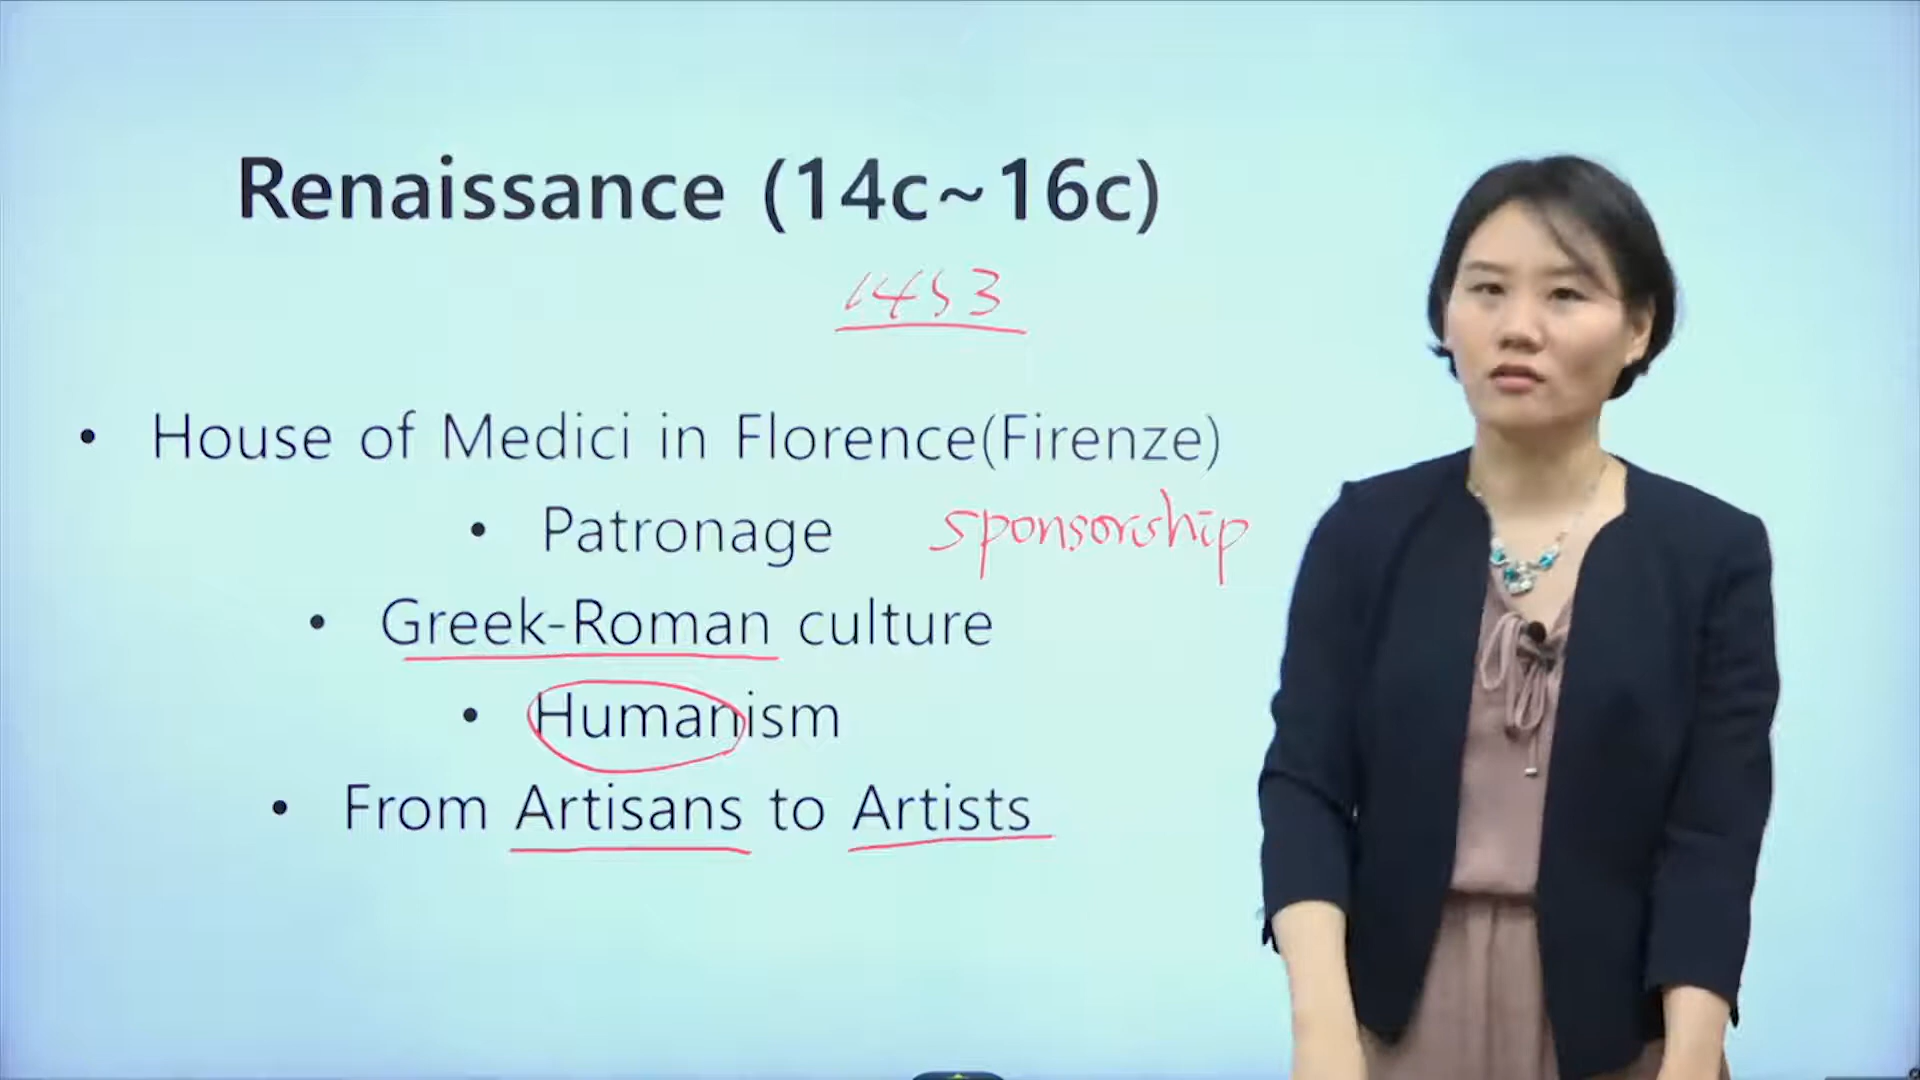 Renaissance (14c~16c)
1453
• House of Medici in Florence(Firenze)
• Patronage sponsorship
• Greek-Roman culture
• Humanism
• From Artisans to Artists